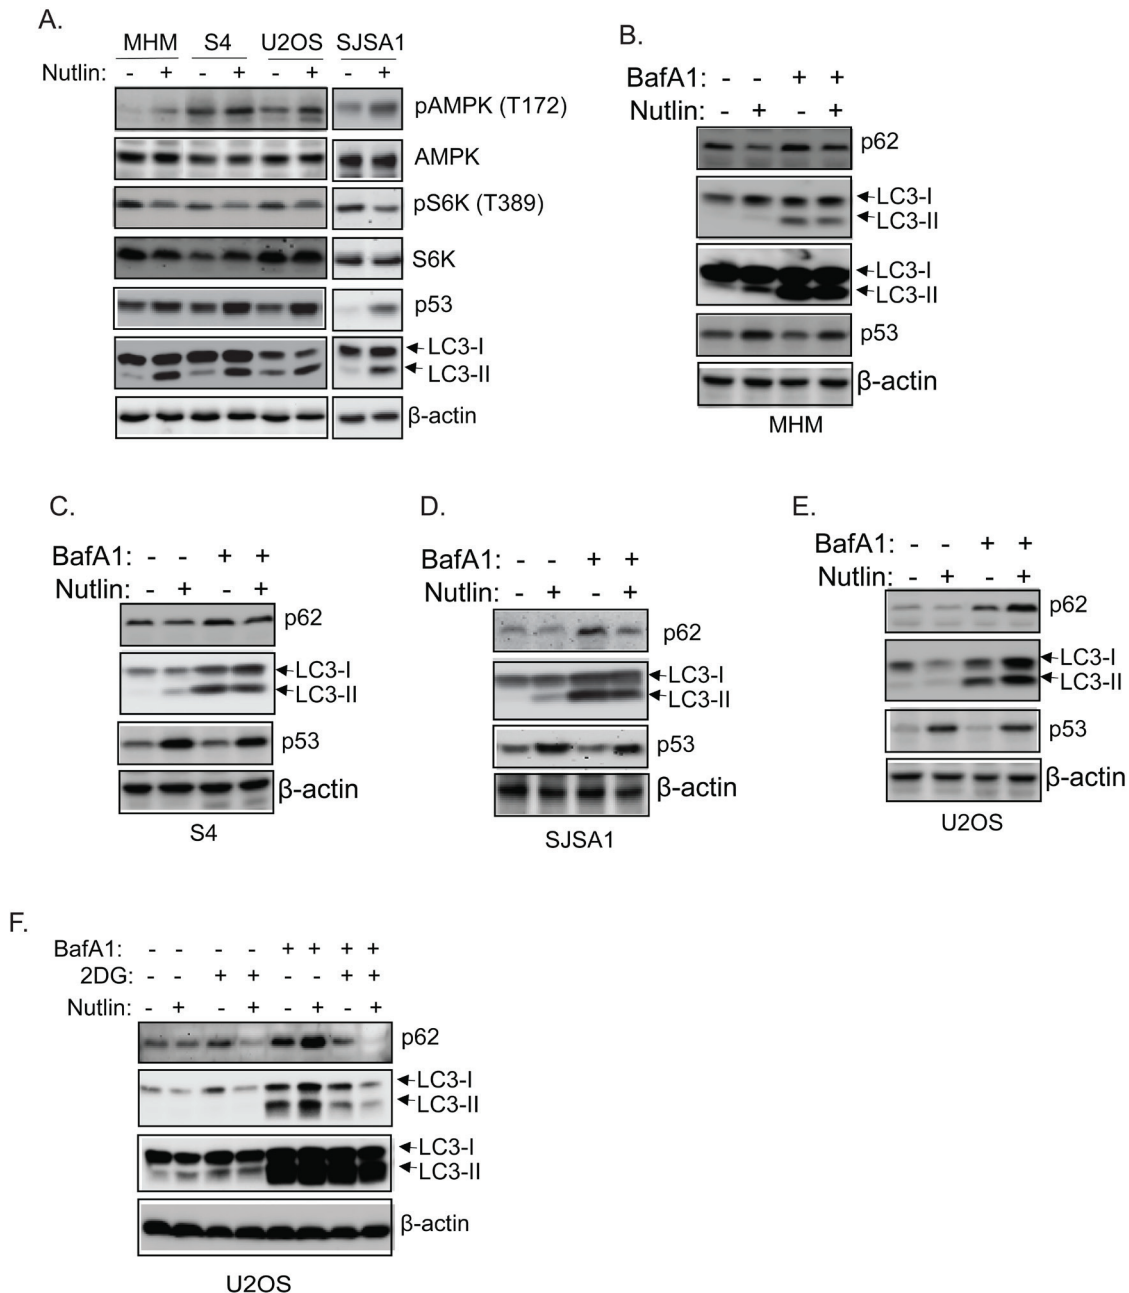 A.
MHM S4 U2OS SJSA1
Nutlin: - + - + - + - +
pAMPK (T172)
AMPK
pS6K (T389)
S6K
p53
LC3-I
LC3-II
β-actin
B.
BafA1: - - + +
Nutlin: - + - +
p62
LC3-I
LC3-II
LC3-I
LC3-II
p53
β-actin
MHM
C.
BafA1: - - + +
Nutlin: - + - +
p62
LC3-I
LC3-II
p53
β-actin
S4
D.
BafA1: - - + +
Nutlin: - + - +
p62
LC3-I
LC3-II
p53
β-actin
SJSA1
E.
BafA1: - - + +
Nutlin: - + - +
p62
LC3-I
LC3-II
p53
β-actin
U2OS
F.
BafA1: - - - - + + + +
2DG: - - + + - - + +
Nutlin: - + - + - + - +
p62
LC3-I
LC3-II
LC3-I
LC3-II
β-actin
U2OS